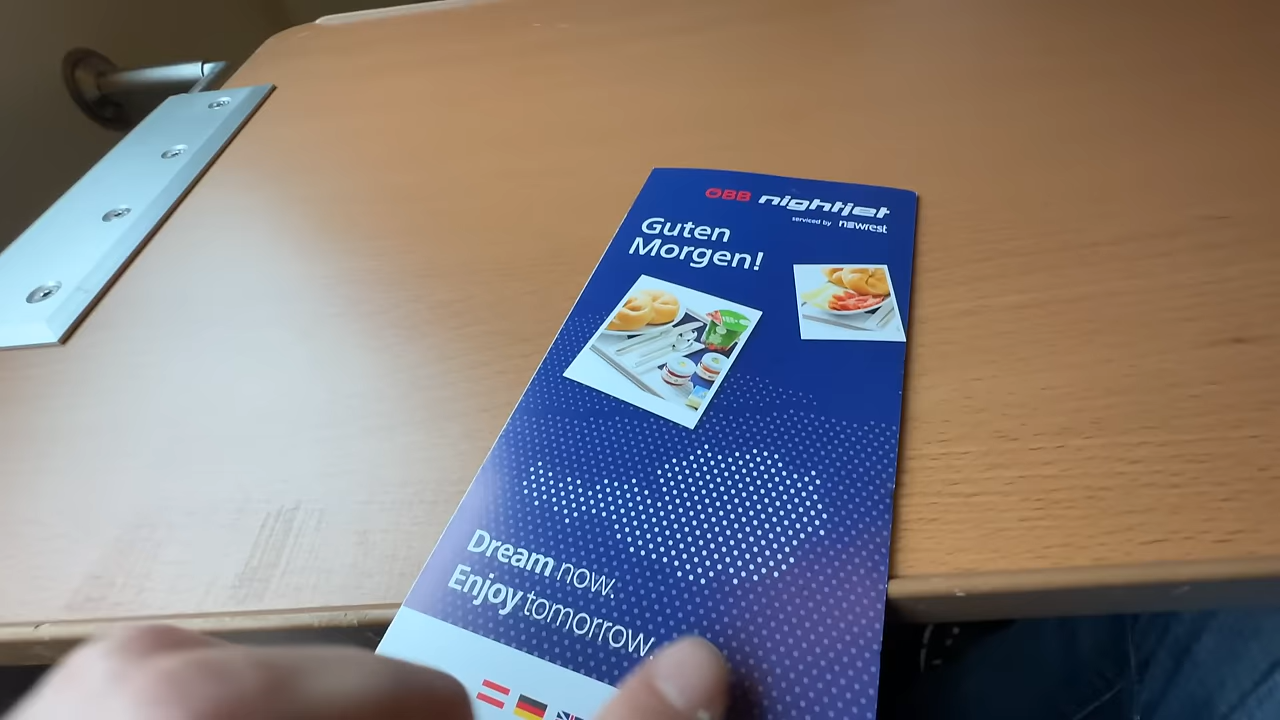 ÖBB nightjet
serviced by newrest
Guten
Morgen!
Dream now.
Enjoy tomorrow.